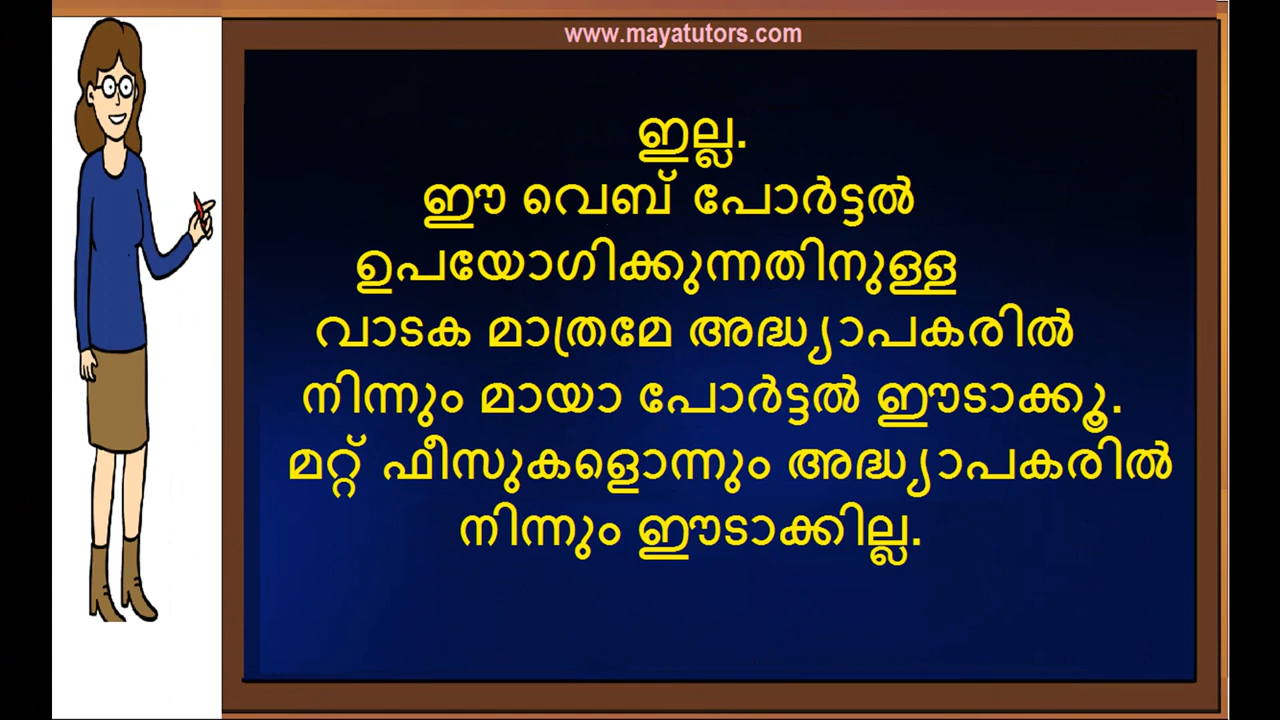 www.mayatutors.com
ഇല്ല.
ഈ വെബ് പോർട്ടൽ
ഉപയോഗിക്കുന്നതിനുള്ള
വാടക മാത്രമേ അദ്ധ്യാപകരിൽ
നിന്നും മായാ പോർട്ടൽ ഈടാക്കൂ.
മറ്റ് ഫീസുകളൊന്നും അദ്ധ്യാപകരിൽ
നിന്നും ഈടാക്കില്ല.